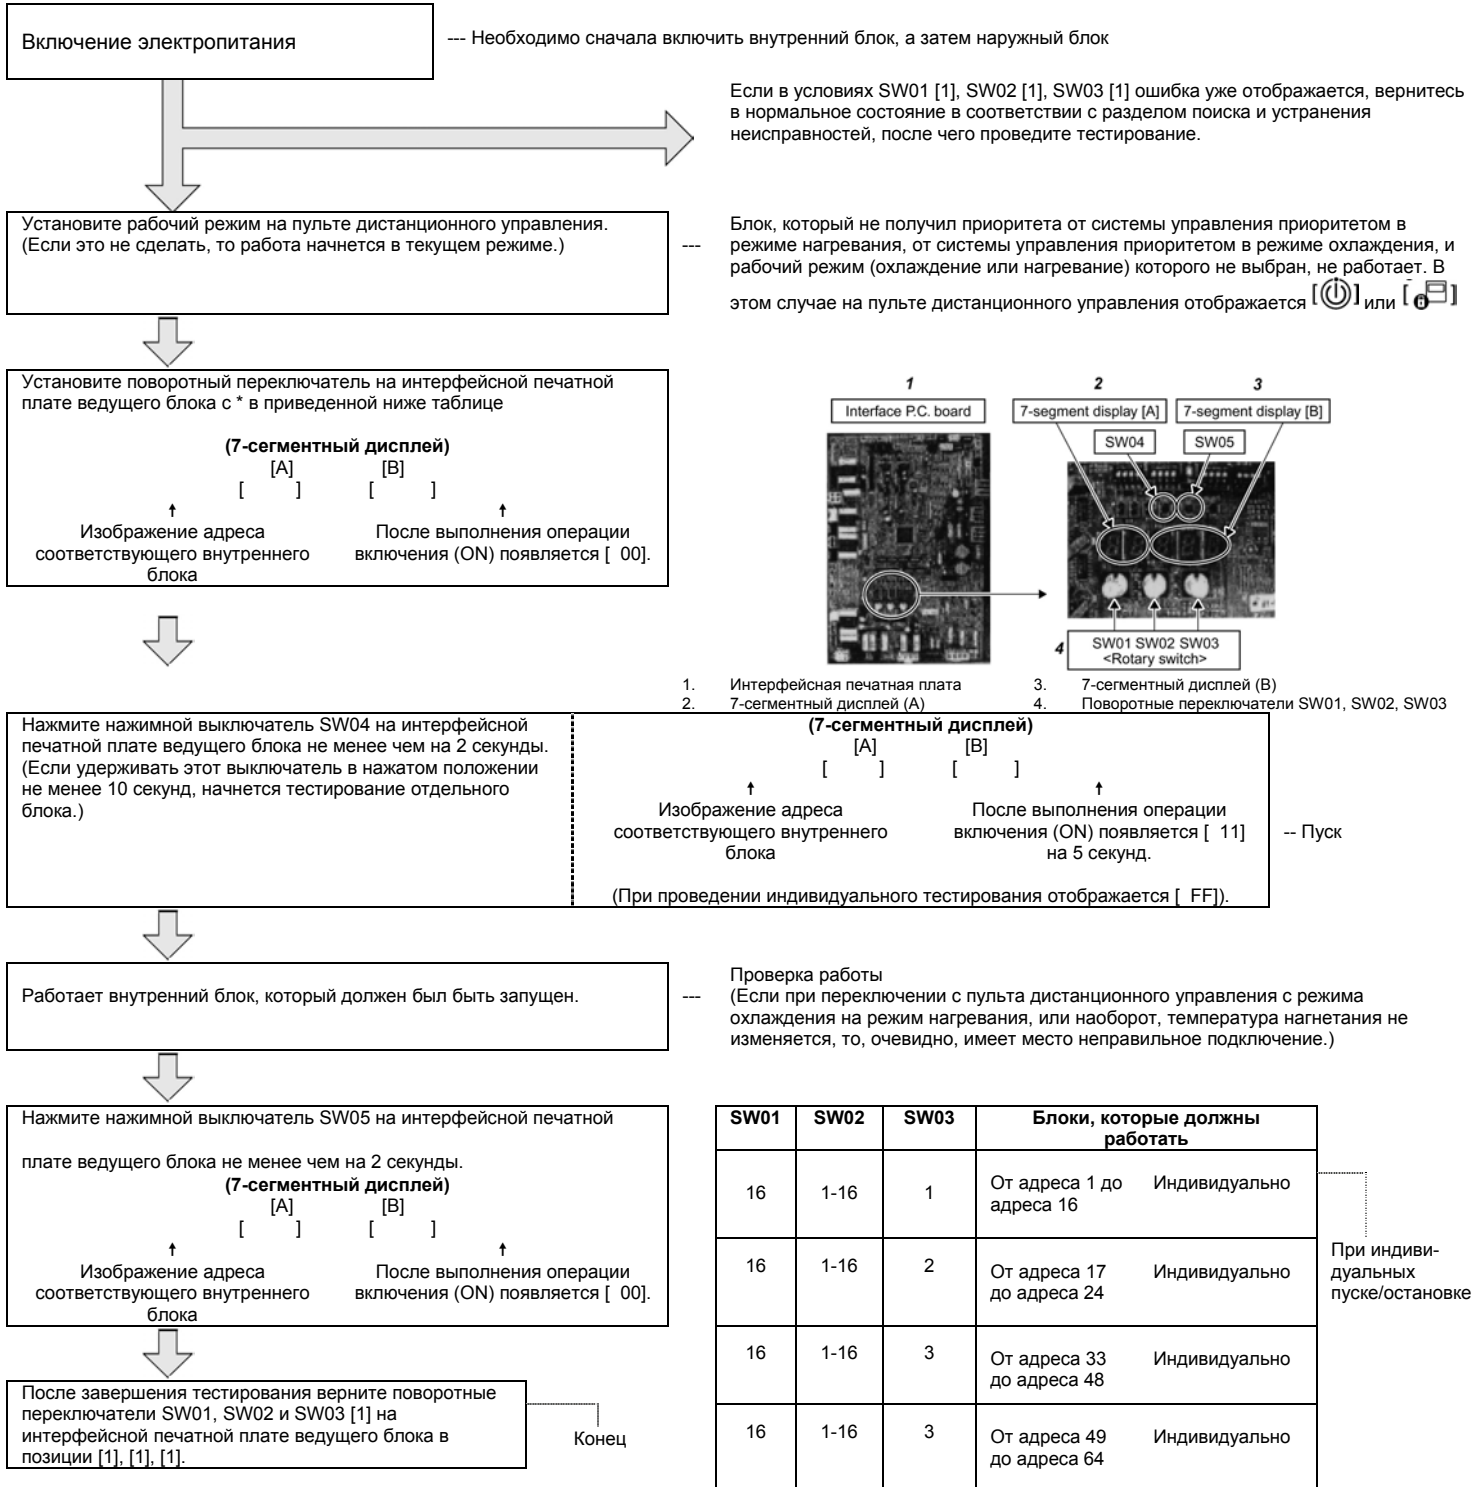 Включение электропитания
--- Необходимо сначала включить внутренний блок, а затем наружный блок
Если в условиях SW01 [1], SW02 [1], SW03 [1] ошибка уже отображается, вернитесь
в нормальное состояние в соответствии с разделом поиска и устранения
неисправностей, после чего проведите тестирование.
Установите рабочий режим на пульте дистанционного управления.
(Если это не сделать, то работа начнется в текущем режиме.)
---
Блок, который не получил приоритета от системы управления приоритетом в
режиме нагревания, от системы управления приоритетом в режиме охлаждения, и
рабочий режим (охлаждение или нагревание) которого не выбран, не работает. В
этом случае на пульте дистанционного управления отображается [ ] или [ ]
Установите поворотный переключатель на интерфейсной печатной
плате ведущего блока с * в приведенной ниже таблице
(7-сегментный дисплей)
[A] [B]
[ ] [ ]
Изображение адреса
соответствующего внутреннего
блока
После выполнения операции
включения (ON) появляется [ 00].
1 2 3
Interface P.C. board
7-segment display [A]
7-segment display [B]
SW04
SW05
4
SW01 SW02 SW03
<Rotary switch>
1. Интерфейсная печатная плата
2. 7-сегментный дисплей (A)
3. 7-сегментный дисплей (B)
4. Поворотные переключатели SW01, SW02, SW03
Нажмите нажимной выключатель SW04 на интерфейсной
печатной плате ведущего блока не менее чем на 2 секунды.
(Если удерживать этот выключатель в нажатом положении
не менее 10 секунд, начнется тестирование отдельного
блока.)
(7-сегментный дисплей)
[A] [B]
[ ] [ ]
Изображение адреса
соответствующего внутреннего
блока
После выполнения операции
включения (ON) появляется [ 11]
на 5 секунд.
-- Пуск
(При проведении индивидуального тестирования отображается [ FF]).
Работает внутренний блок, который должен был быть запущен.
---
Проверка работы
(Если при переключении с пульта дистанционного управления с режима
охлаждения на режим нагревания, или наоборот, температура нагнетания не
изменяется, то, очевидно, имеет место неправильное подключение.)
Нажмите нажимной выключатель SW05 на интерфейсной печатной
плате ведущего блока не менее чем на 2 секунды.
(7-сегментный дисплей)
[A] [B]
[ ] [ ]
Изображение адреса
соответствующего внутреннего
блока
После выполнения операции
включения (ON) появляется [ 00].
После завершения тестирования верните поворотные
переключатели SW01, SW02 и SW03 [1] на
интерфейсной печатной плате ведущего блока в
позиции [1], [1], [1].
Конец
SW01 SW02 SW03 Блоки, которые должны
работать
16 1-16 1 От адреса 1 до Индивидуально
адреса 16
16 1-16 2 От адреса 17 Индивидуально
до адреса 24
16 1-16 3 От адреса 33 Индивидуально
до адреса 48
16 1-16 3 От адреса 49 Индивидуально
до адреса 64
При индиви-
дуальных
пуске/остановке